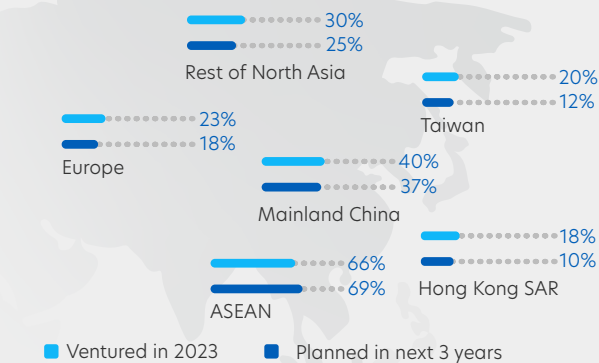 30%
25%
Rest of North Asia
20%
12%
Taiwan
23%
18%
Europe
40%
37%
Mainland China
18%
10%
Hong Kong SAR
66%
69%
ASEAN
Ventured in 2023
Planned in next 3 years